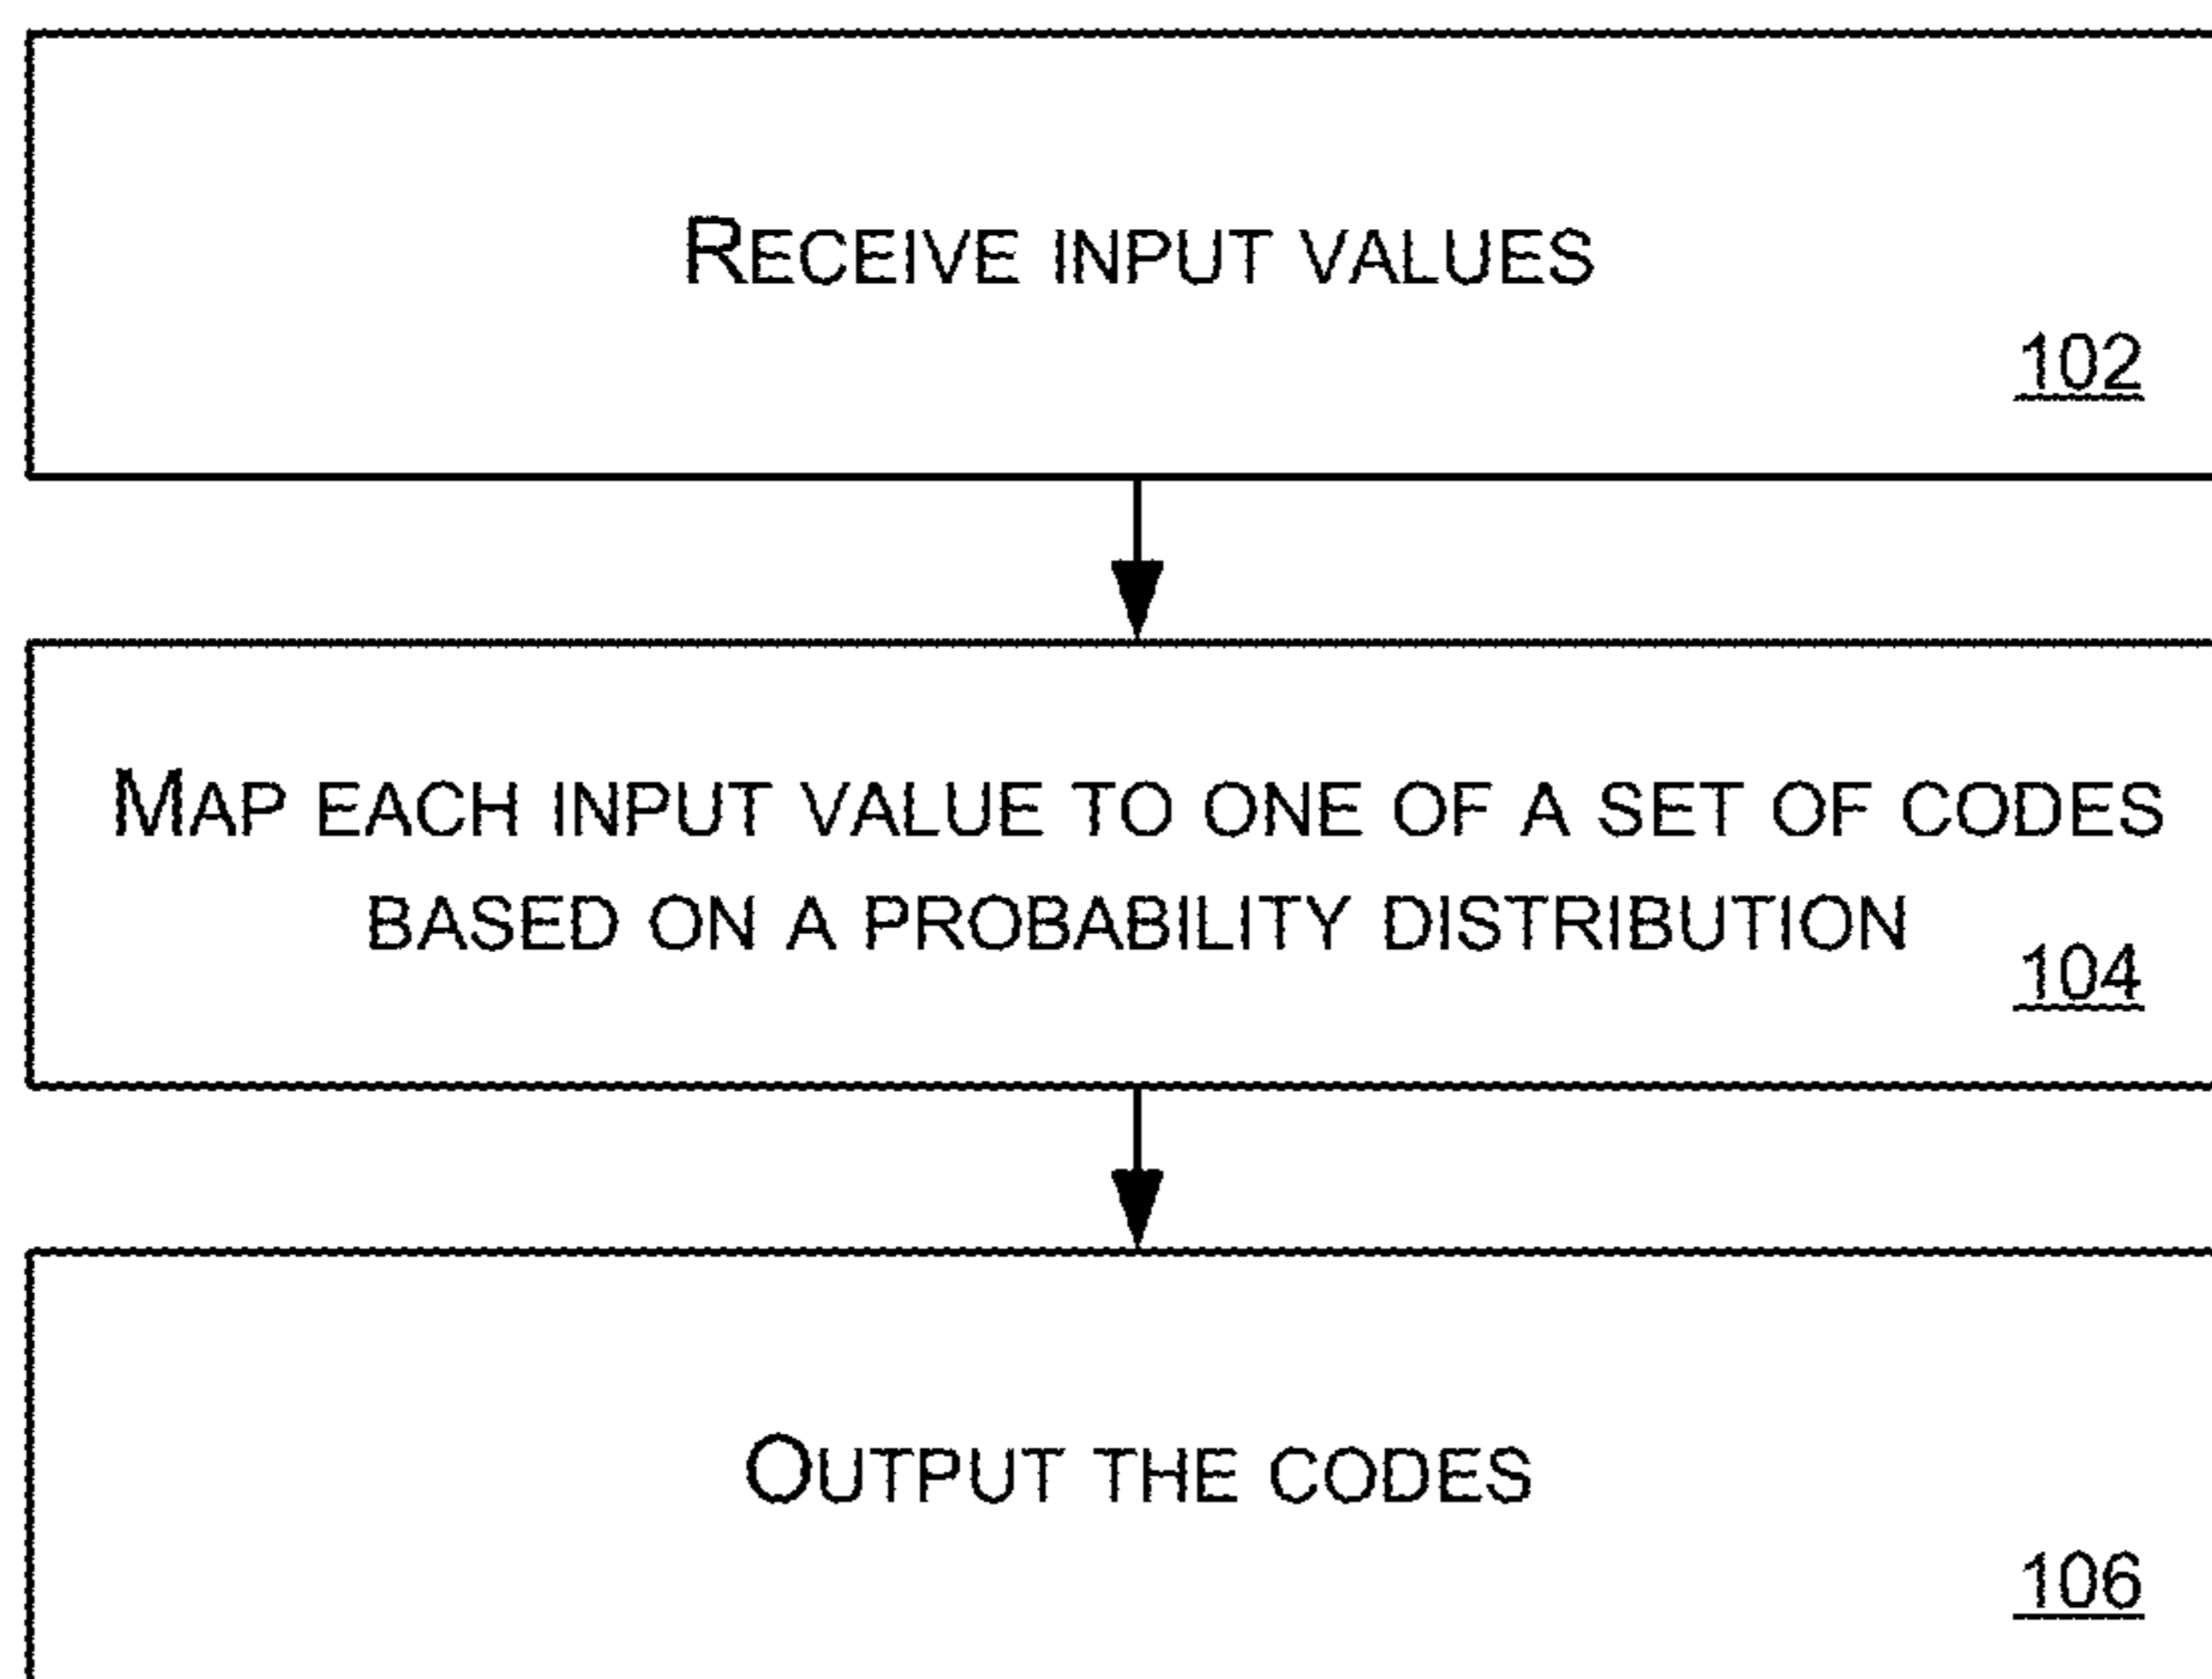 RECEIVE INPUT VALUES
102
MAP EACH INPUT VALUE TO ONE OF A SET OF CODES
BASED ON A PROBABILITY DISTRIBUTION
104
OUTPUT THE CODES
106